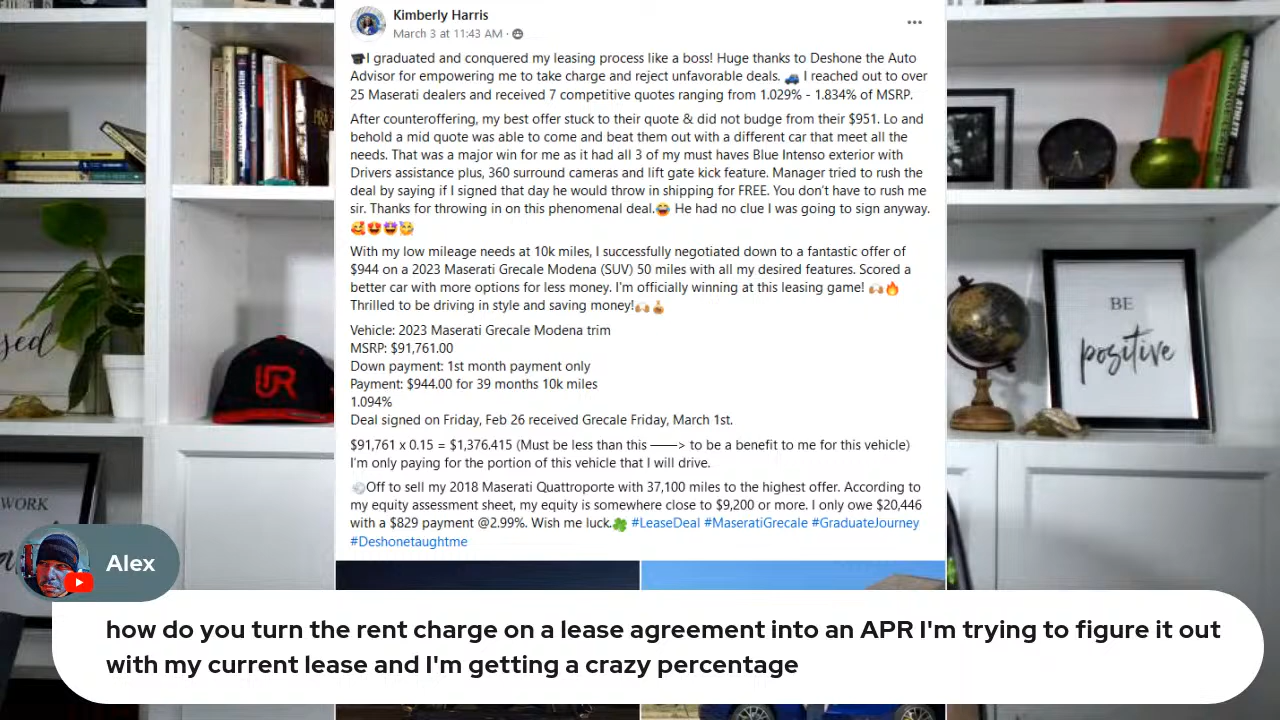 Kimberly Harris
March 3 at 11:43 AM ·
🎓I graduated and conquered my leasing process like a boss! Huge thanks to Deshone the Auto
Advisor for empowering me to take charge and reject unfavorable deals. 🚙 I reached out to over
25 Maserati dealers and received 7 competitive quotes ranging from 1.029% - 1.834% of MSRP.
After counteroffering, my best offer stuck to their quote & did not budge from their $951. Lo and
behold a mid quote was able to come and beat them out with a different car that meet all the
needs. That was a major win for me as it had all 3 of my must haves Blue Intenso exterior with
Drivers assistance plus, 360 surround cameras and lift gate kick feature. Manager tried to rush the
deal by saying if I signed that day he would throw in shipping for FREE. You don't have to rush me
sir. Thanks for throwing in on this phenomenal deal.😂 He had no clue I was going to sign anyway.
🥰😍🤩🥳
With my low mileage needs at 10k miles, I successfully negotiated down to a fantastic offer of
$944 on a 2023 Maserati Grecale Modena (SUV) 50 miles with all my desired features. Scored a
better car with more options for less money. I'm officially winning at this leasing game! 🙌🏽🔥
Thrilled to be driving in style and saving money!🙌🏽💰
Vehicle: 2023 Maserati Grecale Modena trim
MSRP: $91,761.00
Down payment: 1st month payment only
Payment: $944.00 for 39 months 10k miles
1.094%
Deal signed on Friday, Feb 26 received Grecale Friday, March 1st.
$91,761 x 0.15 = $1,376.415 (Must be less than this ——> to be a benefit to me for this vehicle)
I'm only paying for the portion of this vehicle that I will drive.
💨Off to sell my 2018 Maserati Quattroporte with 37,100 miles to the highest offer. According to
my equity assessment sheet, my equity is somewhere close to $9,200 or more. I only owe $20,446
with a $829 payment @2.99%. Wish me luck.🍀 #LeaseDeal #MaseratiGrecale #GraduateJourney
#Deshonetaughtme
BE
positive
WORK
Alex
how do you turn the rent charge on a lease agreement into an APR I'm trying to figure it out
with my current lease and I'm getting a crazy percentage